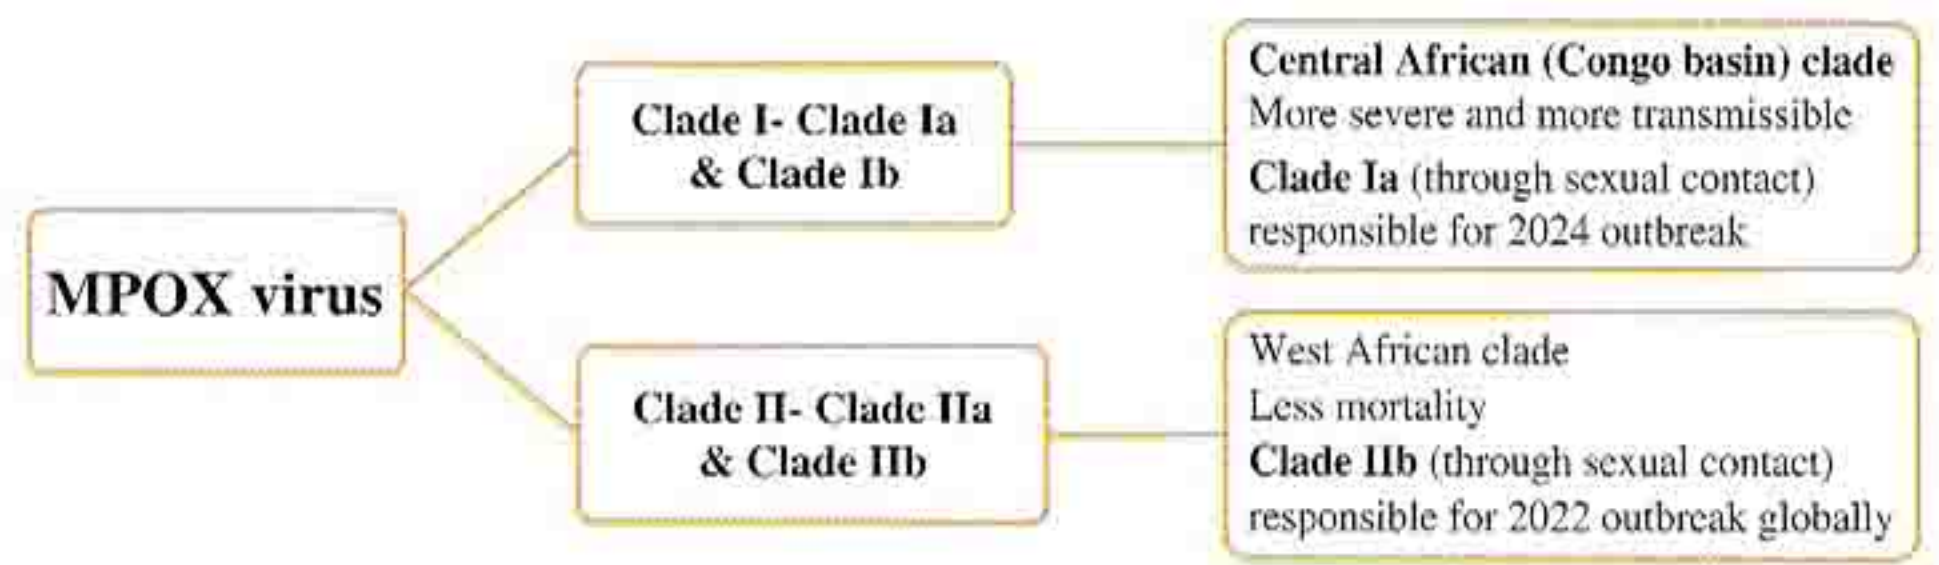 MPOX virus
Clade I- Clade Ia
& Clade Ib
Central African (Congo basin) clade
More severe and more transmissible
Clade Ia (through sexual contact)
responsible for 2024 outbreak
Clade II- Clade IIa
& Clade IIb
West African clade
Less mortality
Clade IIb (through sexual contact)
responsible for 2022 outbreak globally